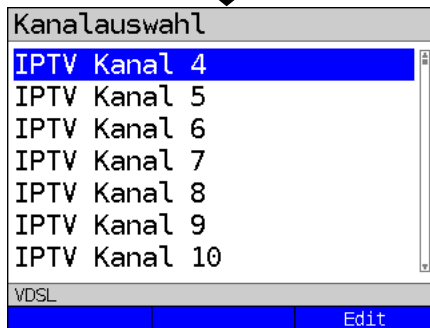 Kanalauswahl
IPTV Kanal 4
IPTV Kanal 5
IPTV Kanal 6
IPTV Kanal 7
IPTV Kanal 8
IPTV Kanal 9
IPTV Kanal 10
VDSL
Edit